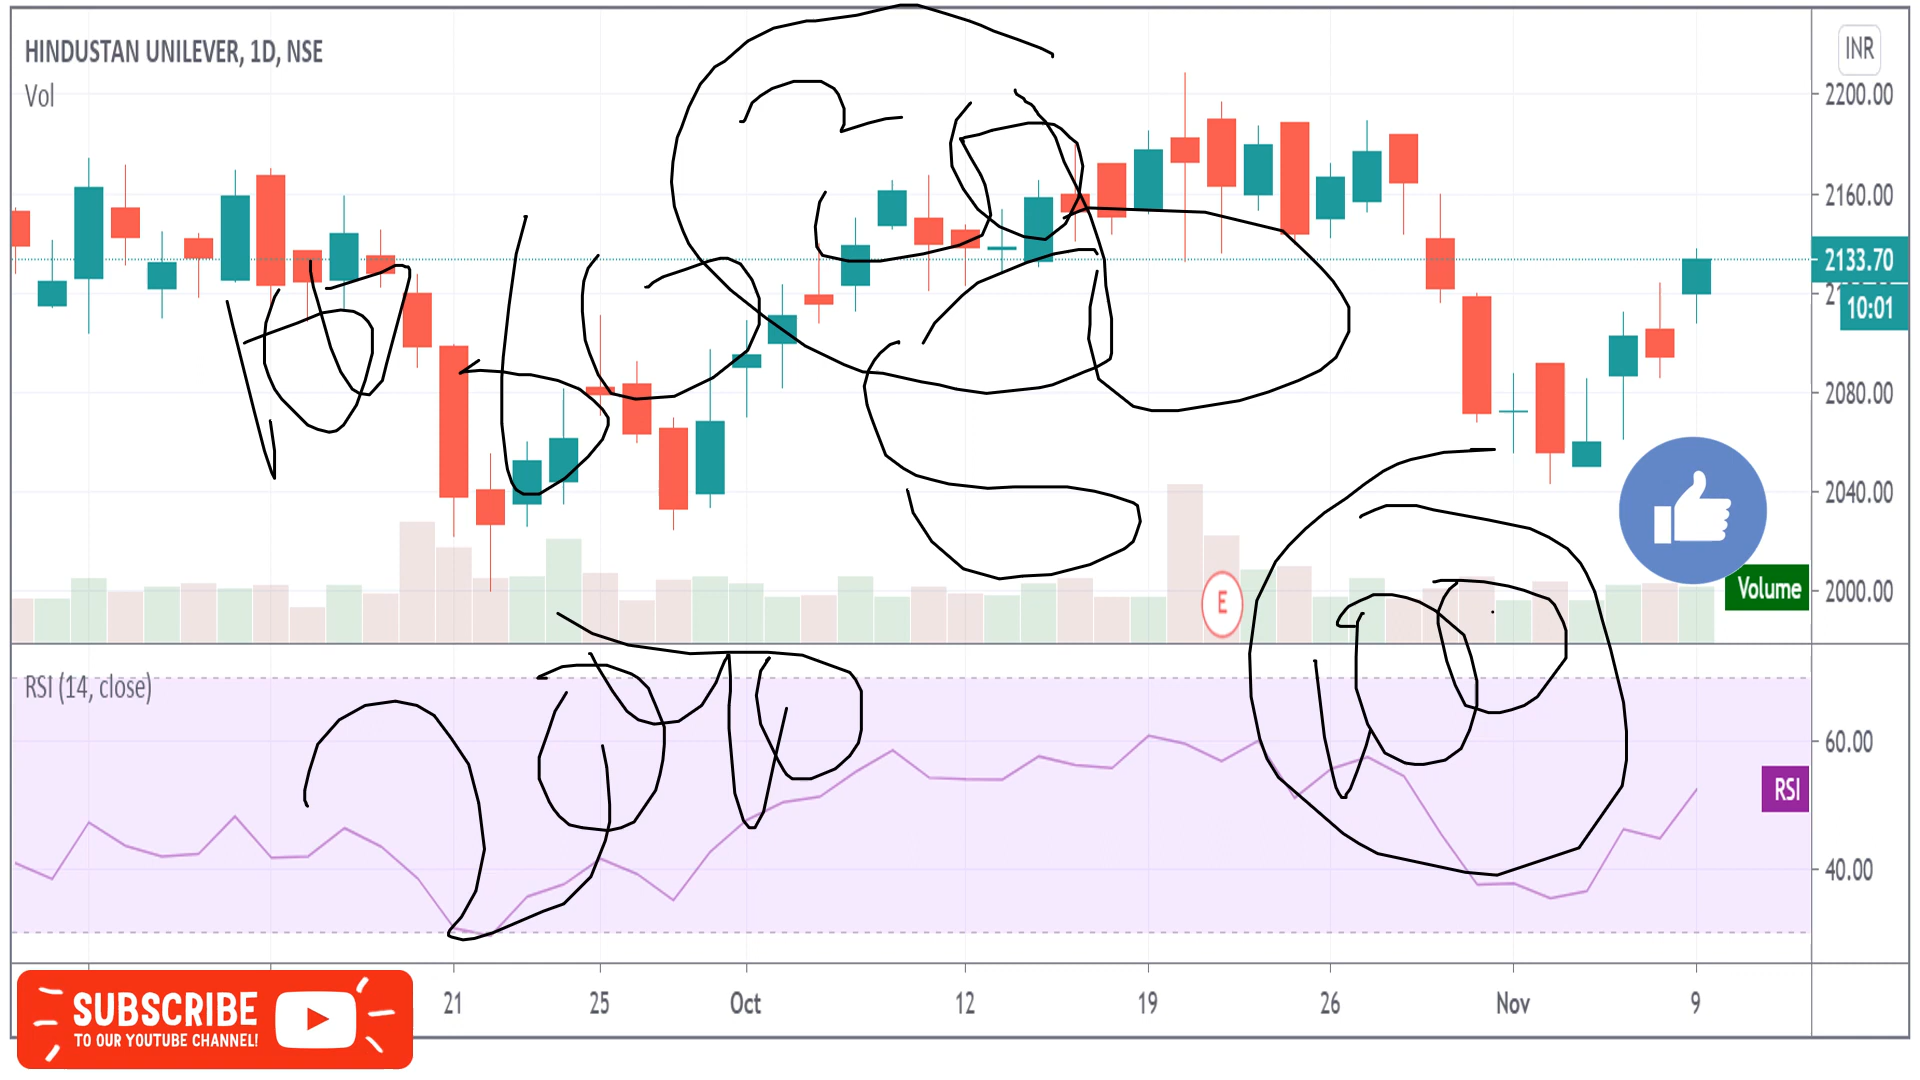 HINDUSTAN UNILEVER, 1D, NSE
INR
Vol
2200.00
2160.00
2133.70
10:01
2080.00
2040.00
2000.00
Volume
E
RSI (14, close)
60.00
RSI
40.00
21 25 Oct 12 19 26 Nov 9
SUBSCRIBE
TO OUR YOUTUBE CHANNEL!